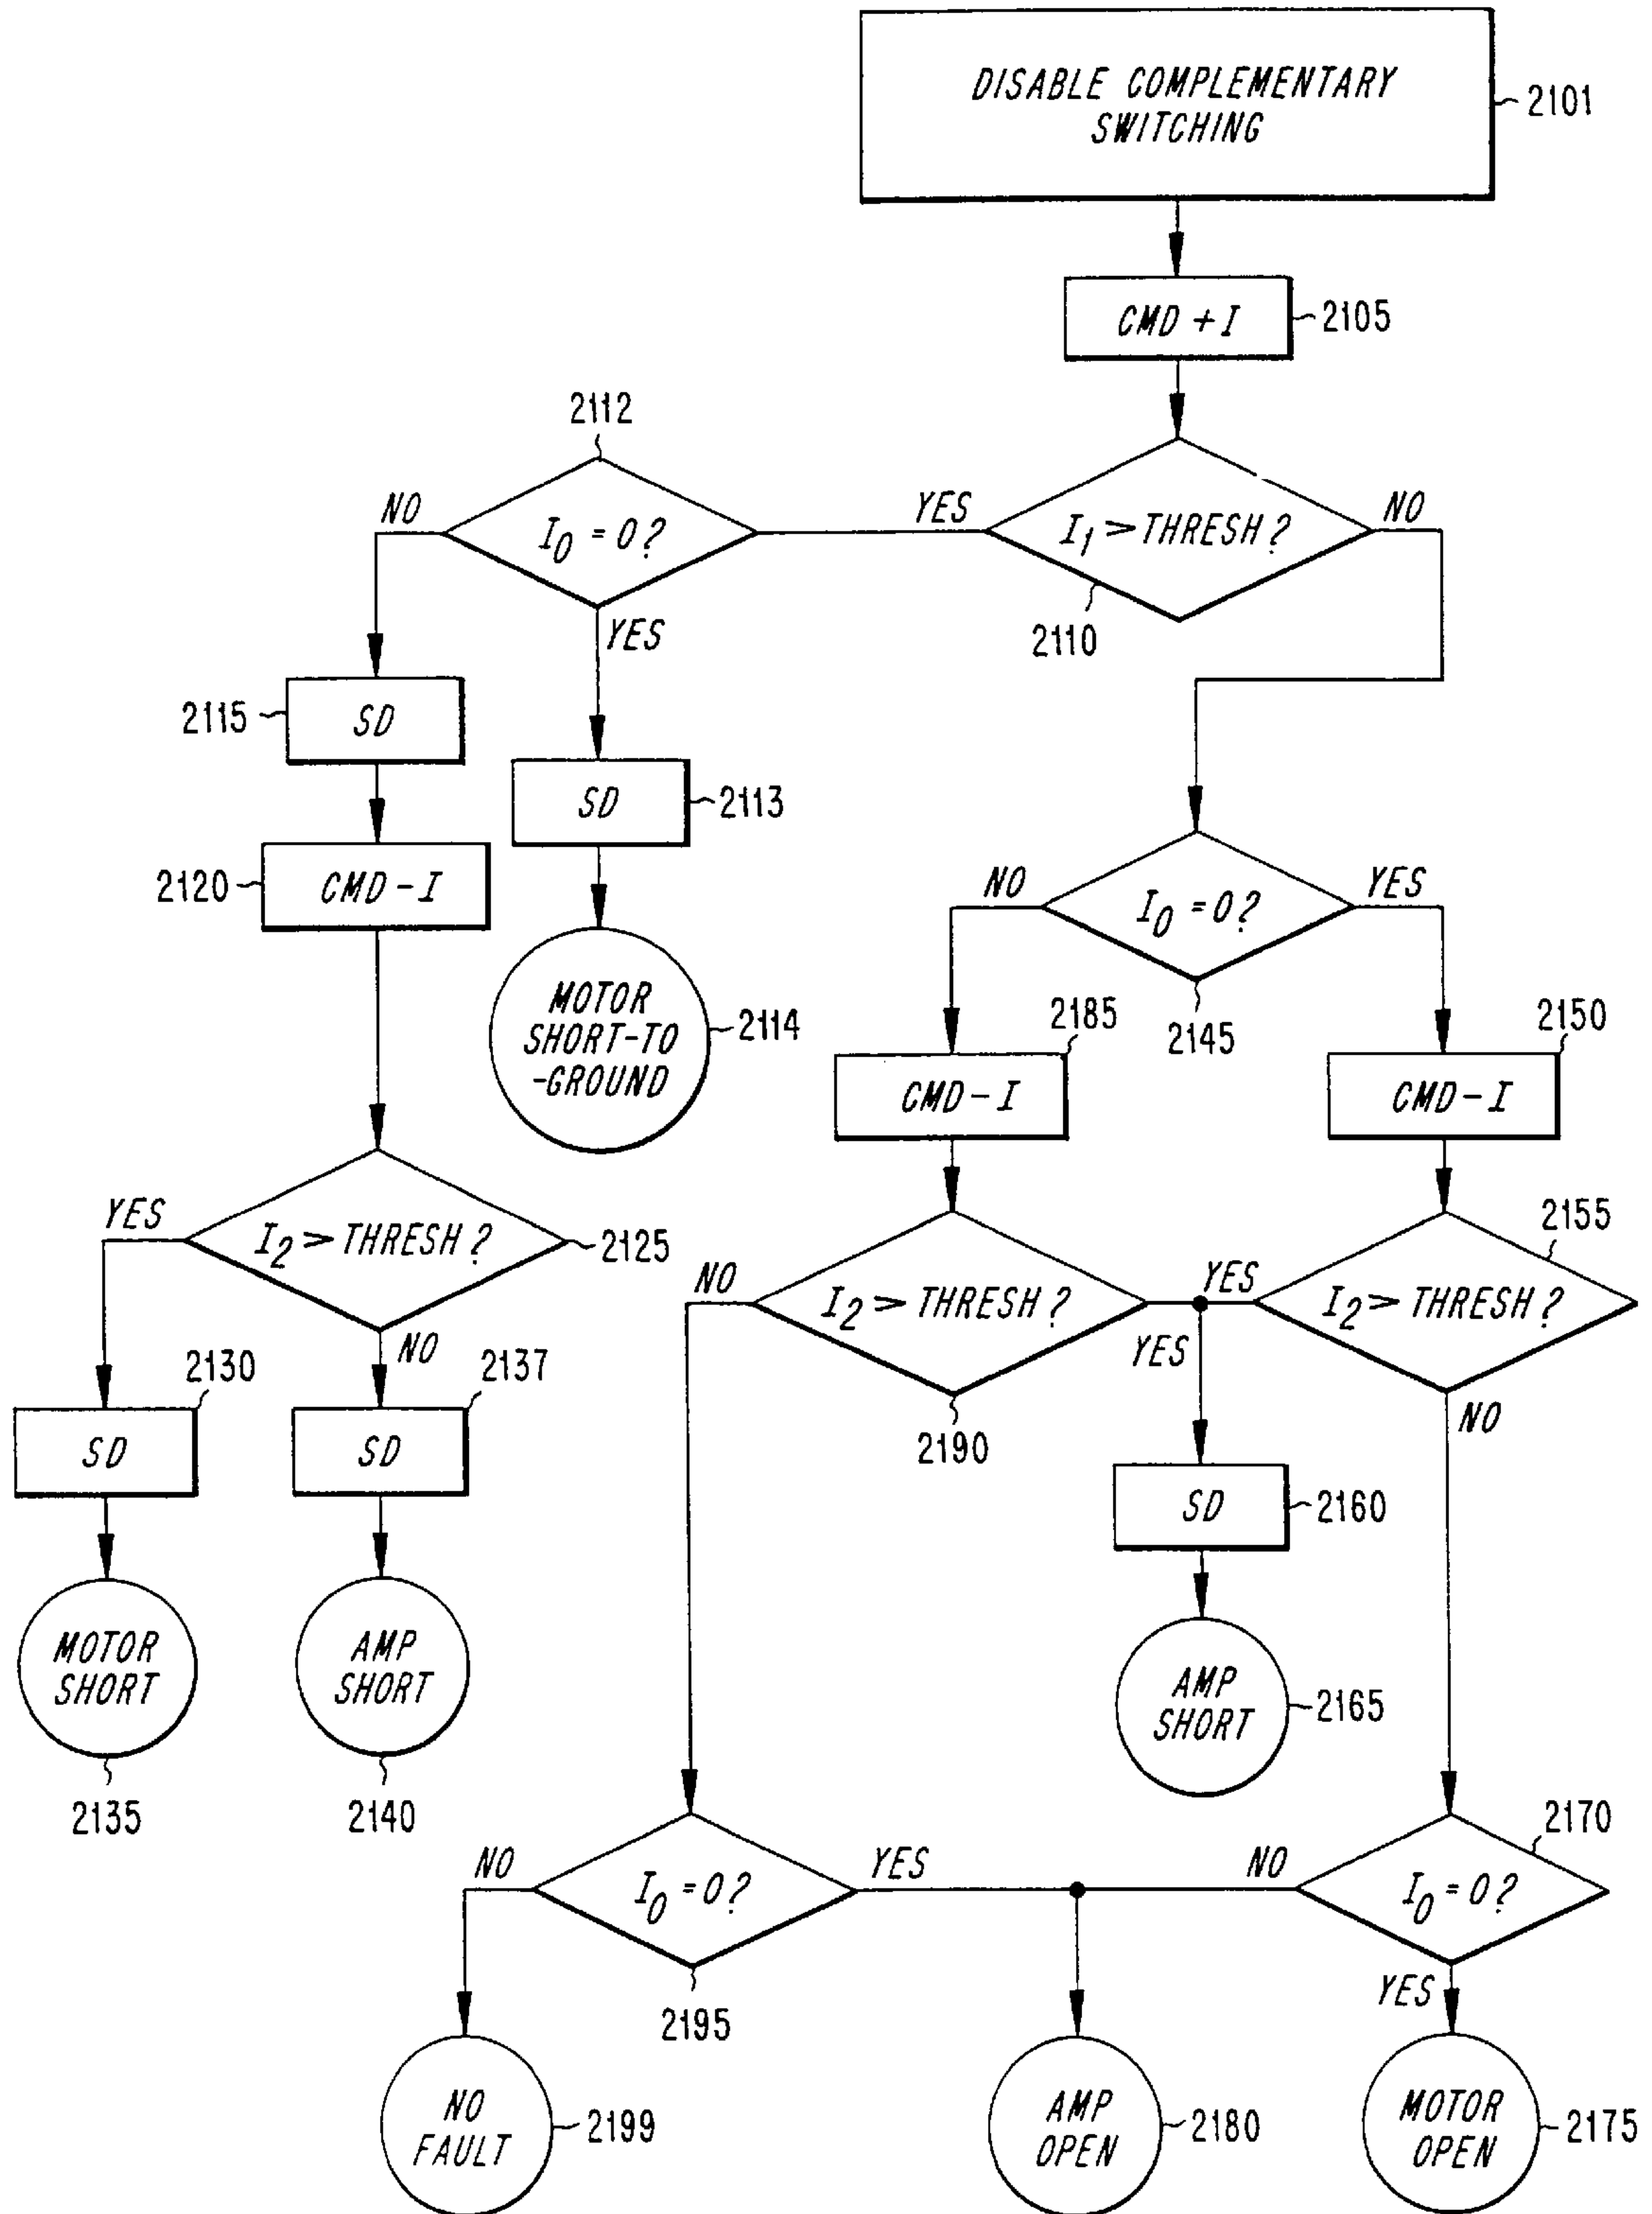 DISABLE COMPLEMENTARY
SWITCHING
2101
CMD +I
2105
2112
NO
I0 = 0?
YES
I1 > THRESH?
NO
2110
YES
2115
SD
SD
2113
2120
CMD-I
NO
I0 = 0?
YES
2145
MOTOR
SHORT-TO
-GROUND
2114
2185
2150
CMD-I
CMD-I
YES
I2 > THRESH?
2125
NO
2155
NO
I2 > THRESH?
YES
YES
I2 > THRESH?
2190
NO
2130
2137
SD
SD
SD
2160
MOTOR
SHORT
2135
AMP
SHORT
2140
AMP
SHORT
2165
2170
NO
I0 = 0?
YES
2195
NO
I0 = 0?
YES
NO
FAULT
2199
AMP
OPEN
2180
MOTOR
OPEN
2175